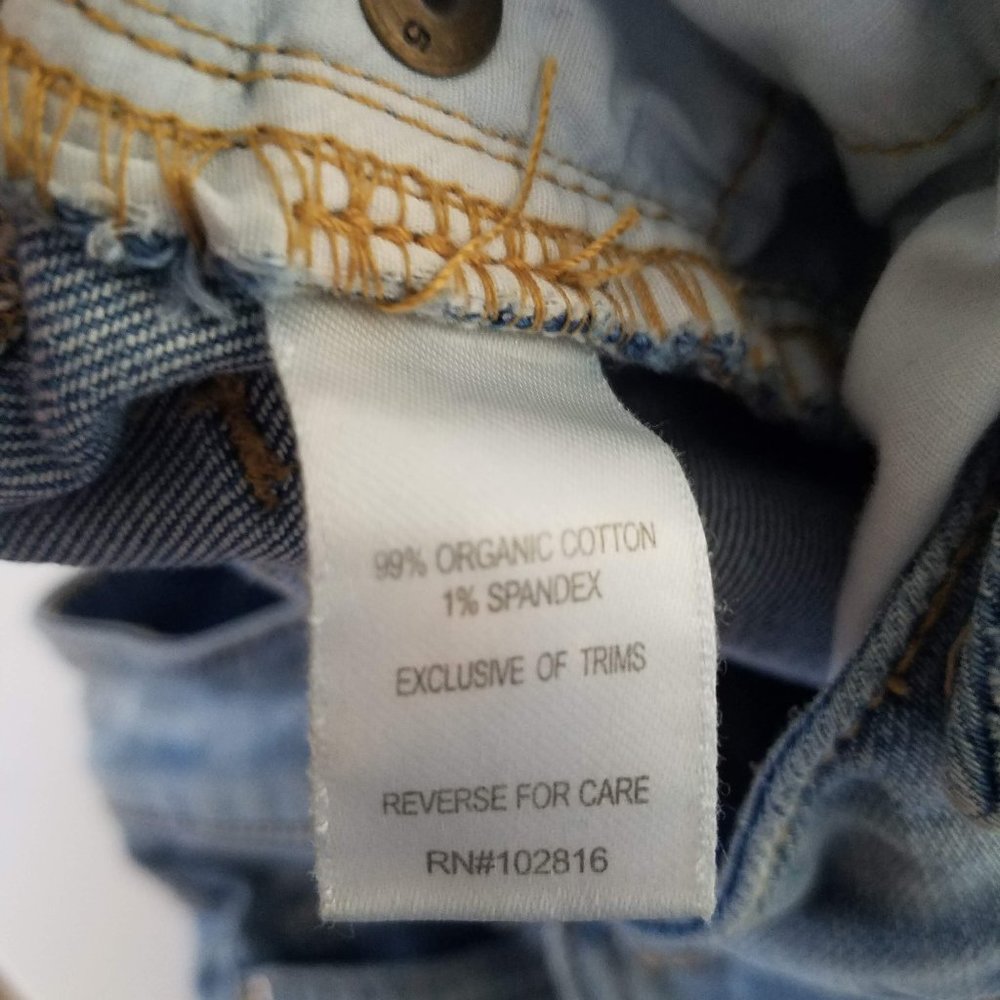 99% ORGANIC COTTON
1% SPANDEX
EXCLUSIVE OF TRIMS
REVERSE FOR CARE
RN#102816